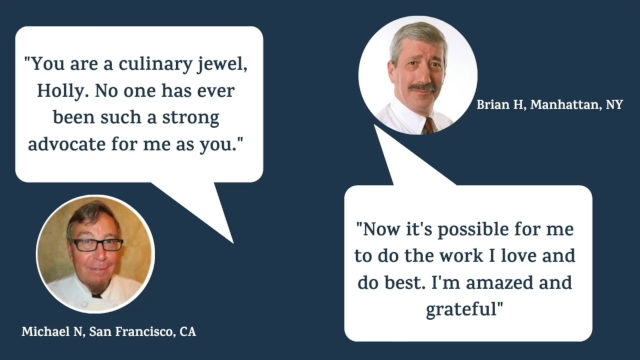 "You are a culinary jewel,
Holly. No one has ever
been such a strong
advocate for me as you."
Michael N, San Francisco, CA
Brian H, Manhattan, NY
"Now it's possible for me
to do the work I love and
do best. I'm amazed and
grateful"